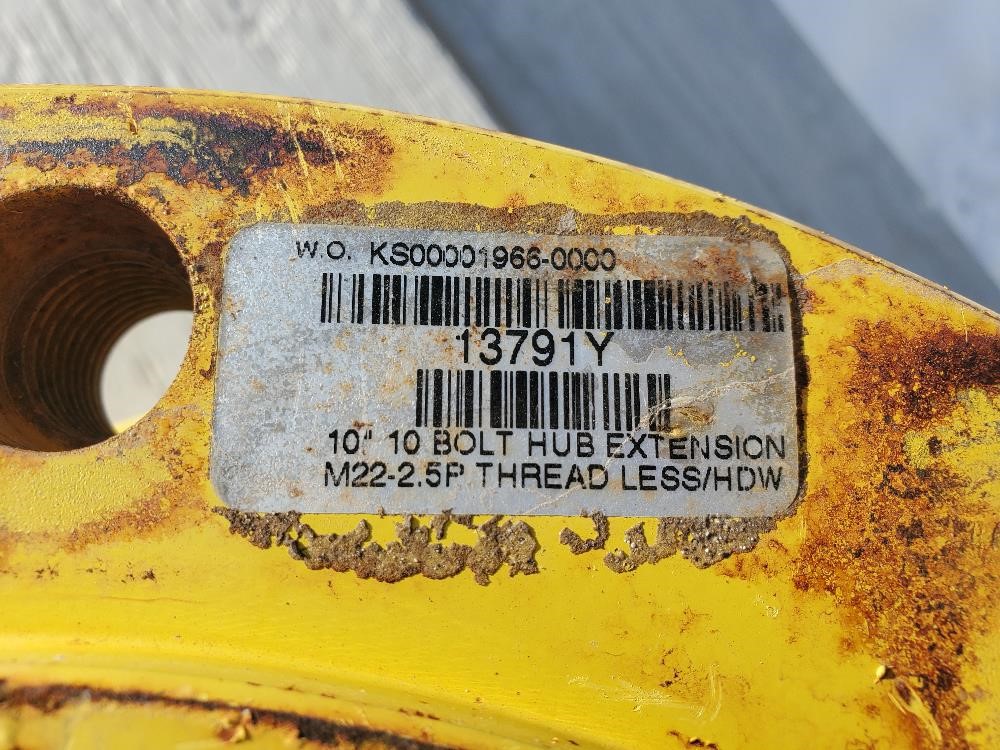 W.O. KS00001966-0000
13791Y
10" 10 BOLT HUB EXTENSION
M22-2.5P THREAD LESS/HDW